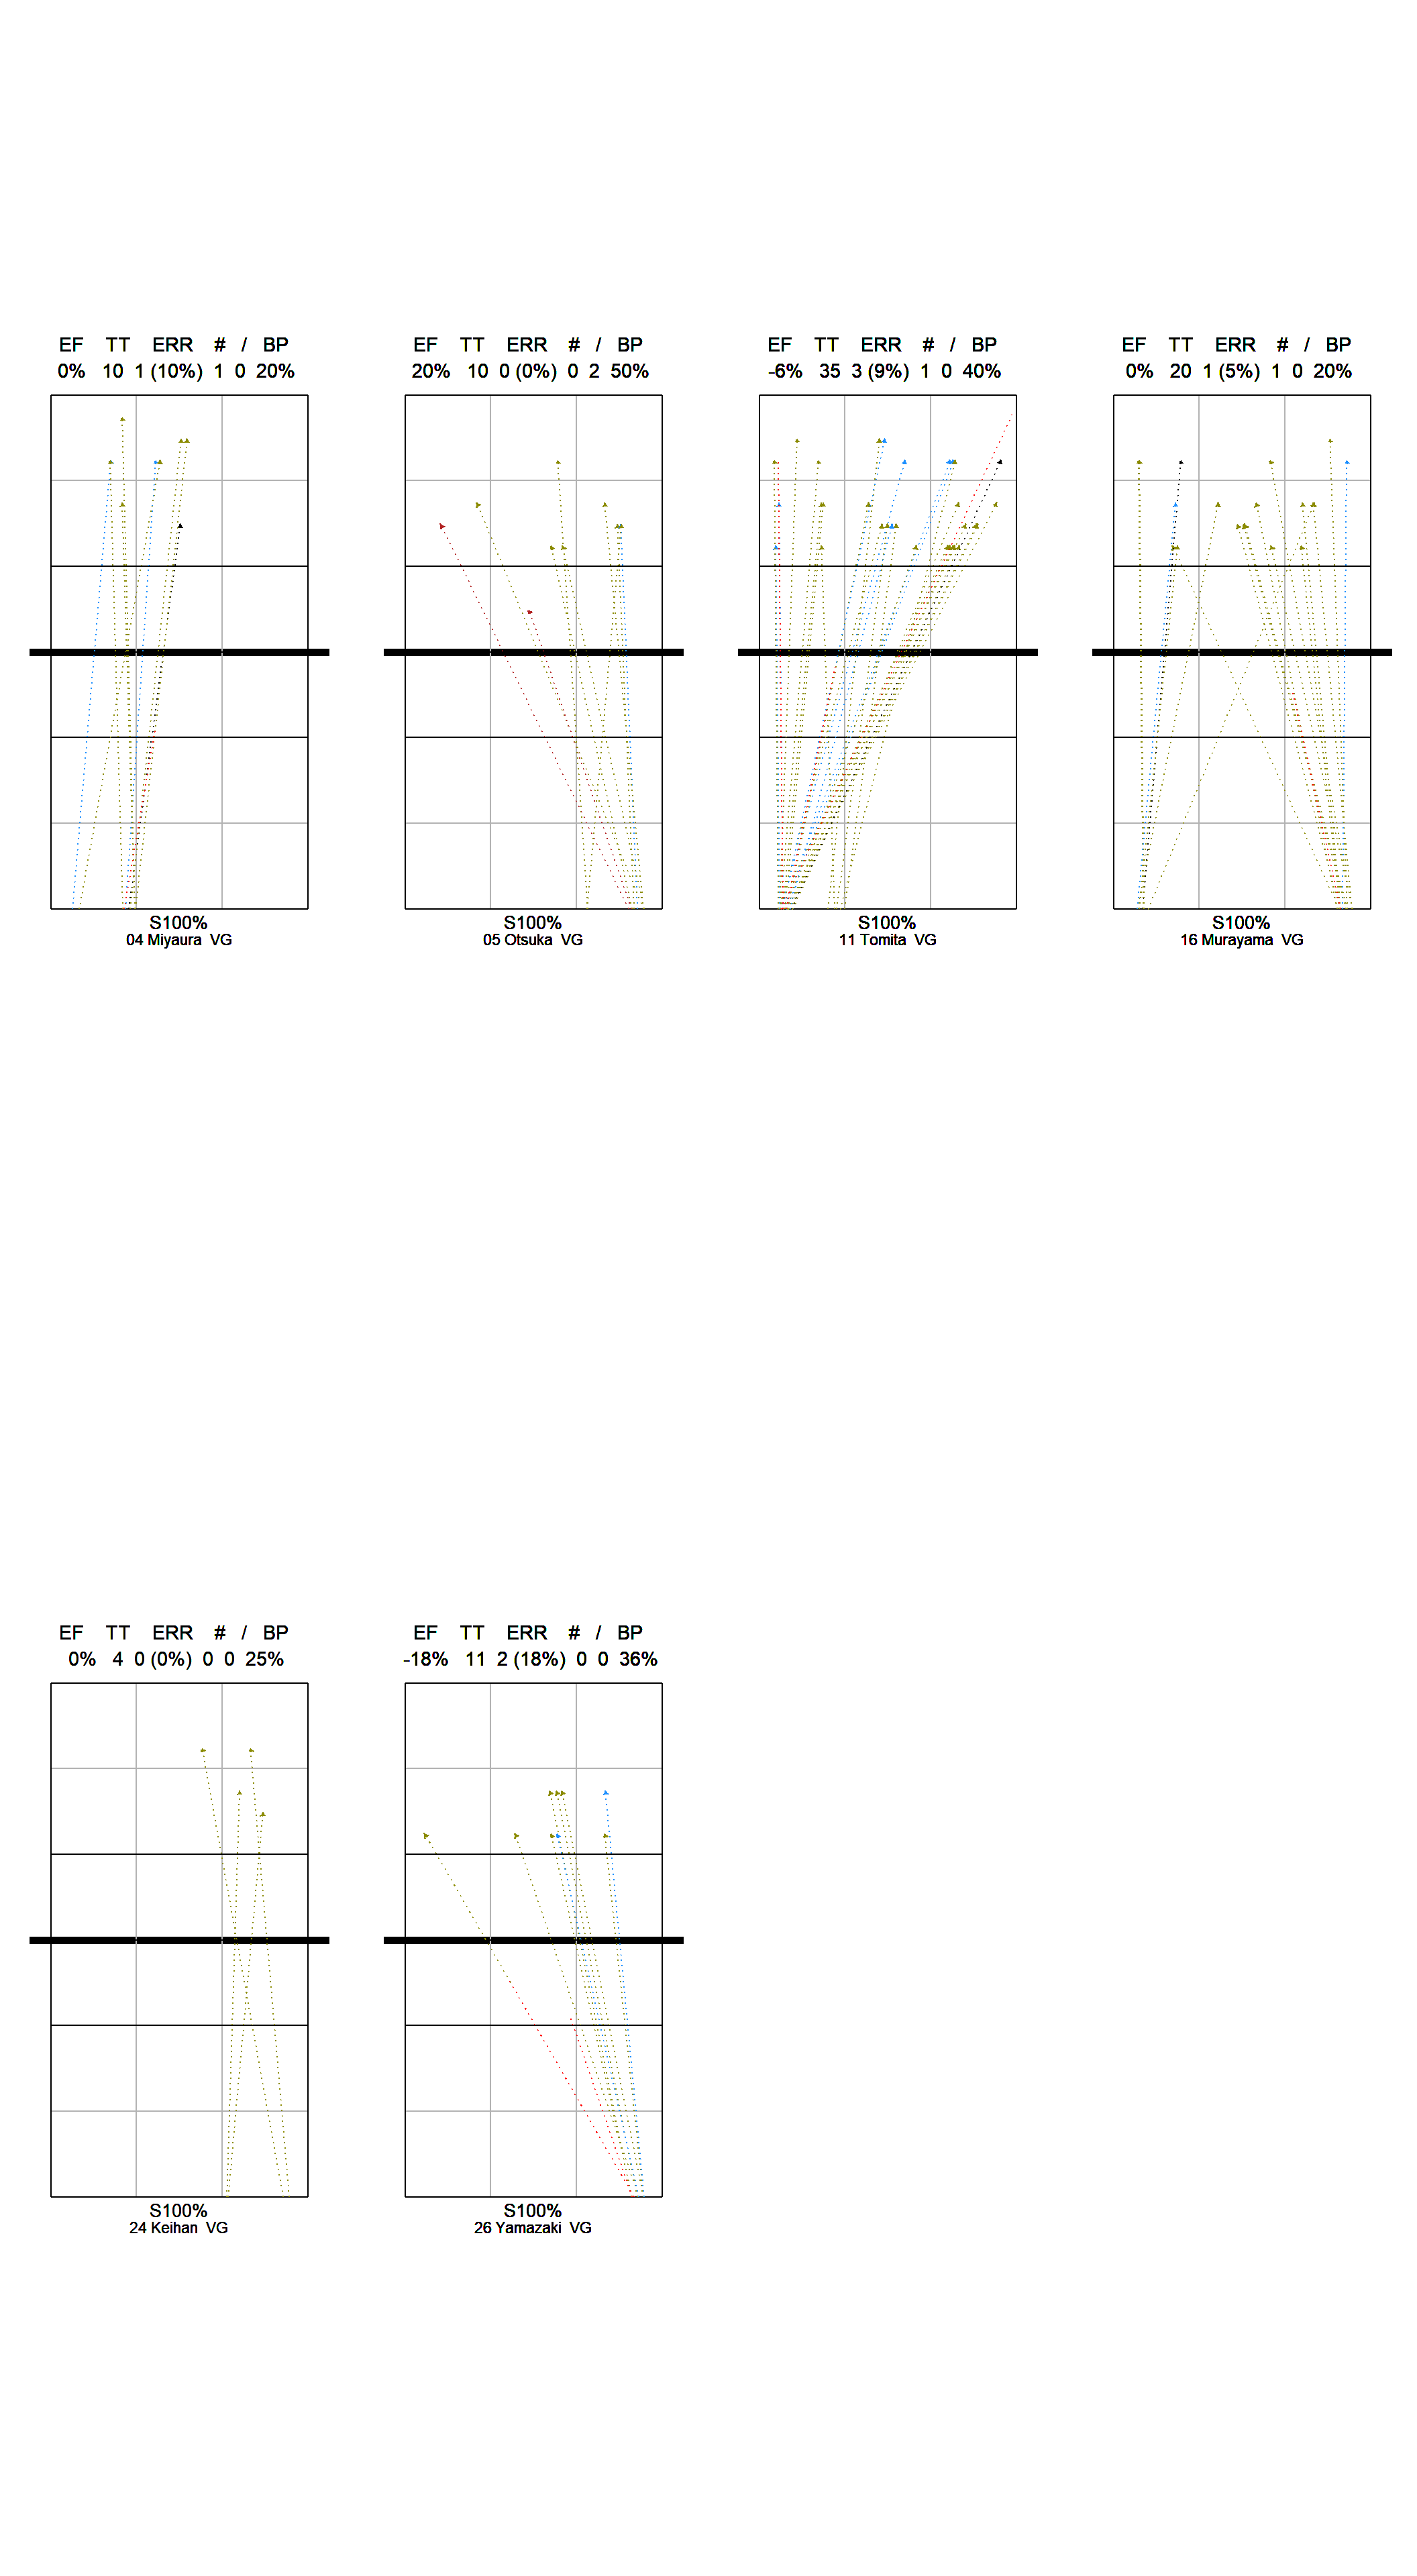 EF TT ERR # / BP
0% 10 1 (10%) 1 0 20%
S100%
04 Miyaura VG
EF TT ERR # / BP
20% 10 0 (0%) 0 2 50%
S100%
05 Otsuka VG
EF TT ERR # / BP
-6% 35 3 (9%) 1 0 40%
S100%
11 Tomita VG
EF TT ERR # / BP
0% 20 1 (5%) 1 0 20%
S100%
16 Murayama VG
EF TT ERR # / BP
0% 4 0 (0%) 0 0 25%
S100%
24 Keihan VG
EF TT ERR # / BP
-18% 11 2 (18%) 0 0 36%
S100%
26 Yamazaki VG